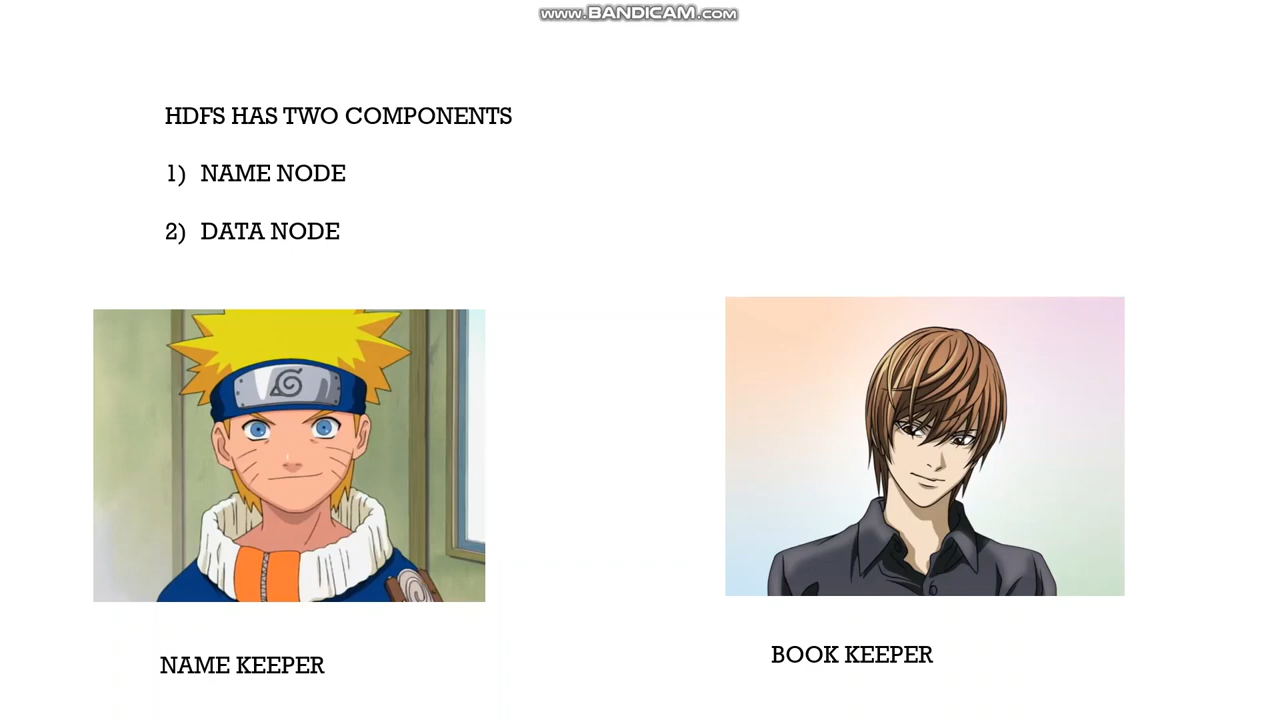 www.BANDICAM.com
HDFS HAS TWO COMPONENTS
1) NAME NODE
2) DATA NODE
NAME KEEPER
BOOK KEEPER